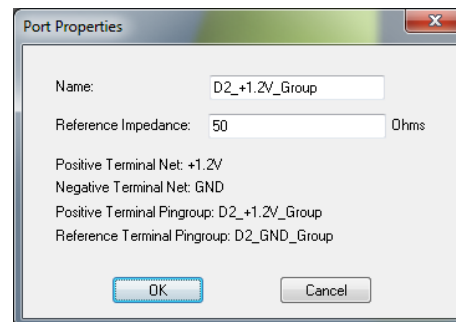 Port Properties
Name: D2_+1.2V_Group
Reference Impedance: 50 Ohms
Positive Terminal Net: +1.2V
Negative Terminal Net: GND
Positive Terminal Pingroup: D2_+1.2V_Group
Reference Terminal Pingroup: D2_GND_Group
OK Cancel